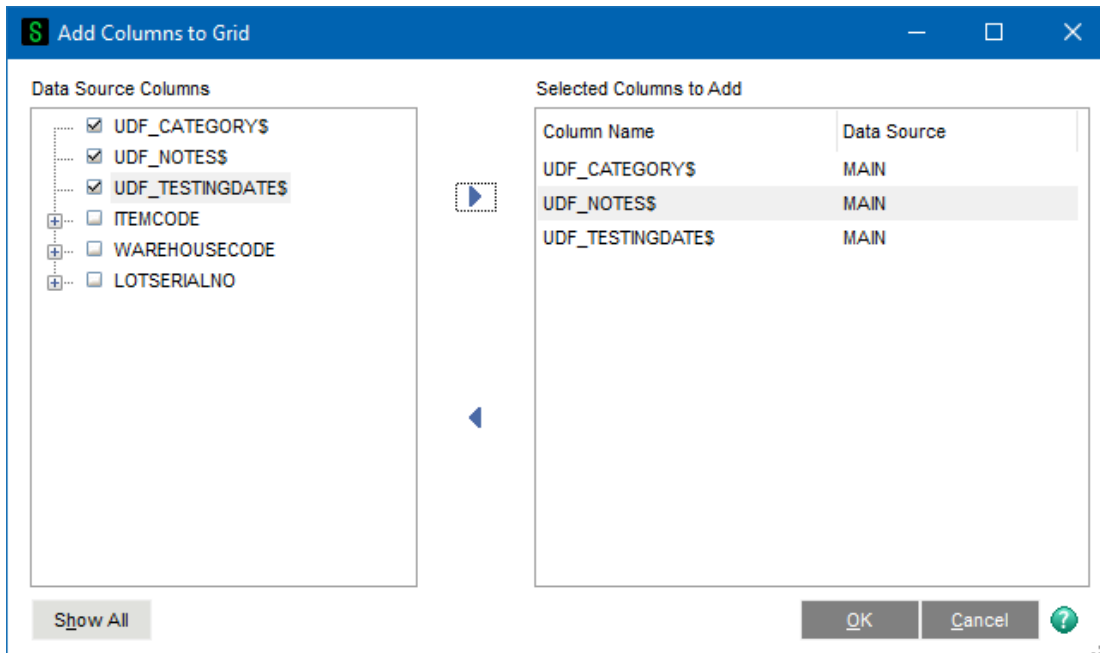 S Add Columns to Grid
Data Source Columns
UDF_CATEGORY$
UDF_NOTES$
UDF_TESTINGDATE$
ITEMCODE
WAREHOUSECODE
LOTSERIALNO
Show All
Selected Columns to Add
Column Name Data Source
UDF_CATEGORY$ MAIN
UDF_NOTES$ MAIN
UDF_TESTINGDATE$ MAIN
OK Cancel ?